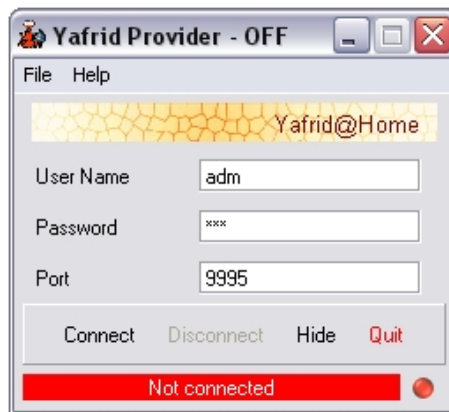 Yafrid Provider - OFF
File Help
Yafrid@Home
User Name adm
Password ***
Port 9995
Connect Disconnect Hide Quit
Not connected